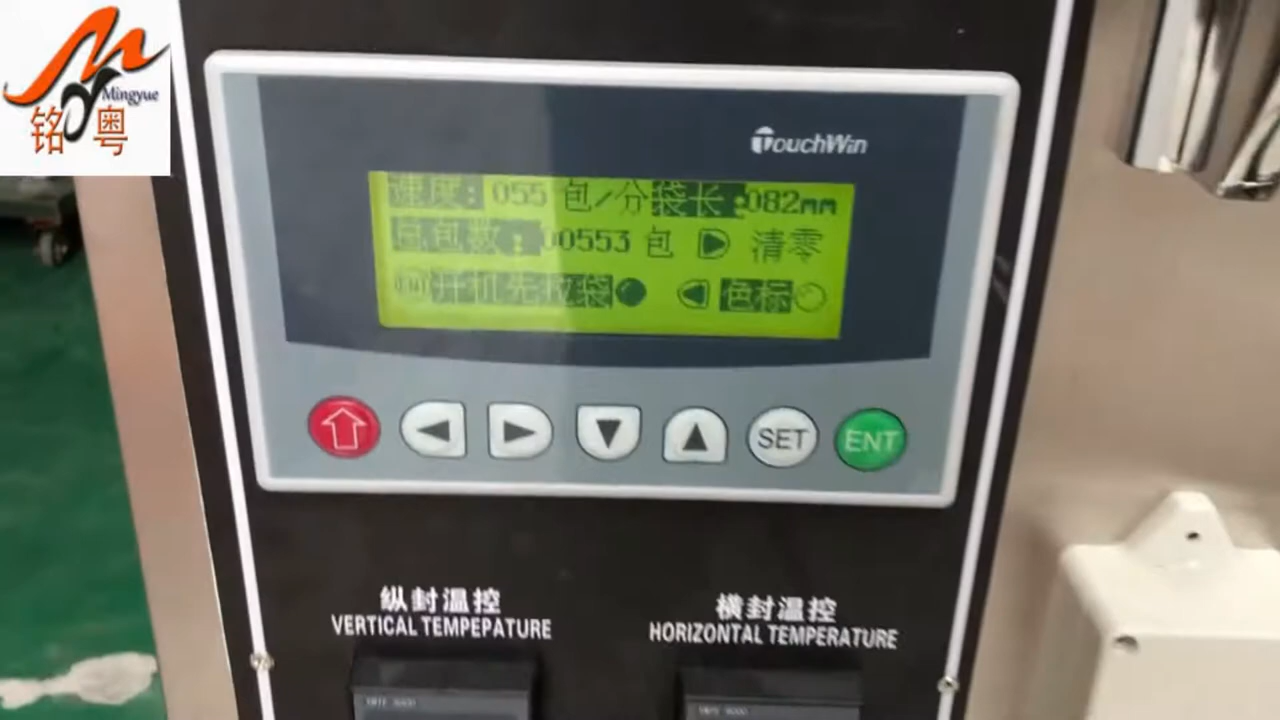 Mingyue
铭粤
TouchWin
速度：055 包/分 袋长：082mm
总包数：00553 包 清零
开机先放袋 色标
SET
ENT
纵封温控
VERTICAL TEMPEPATURE
横封温控
HORIZONTAL TEMPERATURE